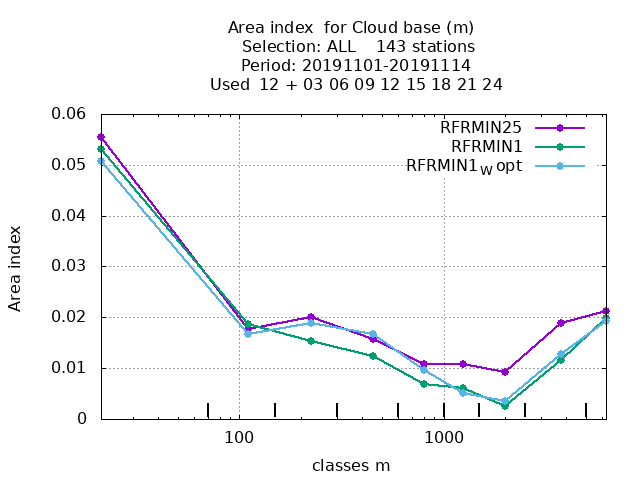 Area index  for Cloud base (m)
Selection: ALL    143 stations
Period: 20191101-20191114
Used  12 + 03 06 09 12 15 18 21 24
0.06
RFRMIN25
RFRMIN1
RFRMIN1w opt
0.05
0.04
0.03
0.02
0.01
0
Area index
100
1000
classes m